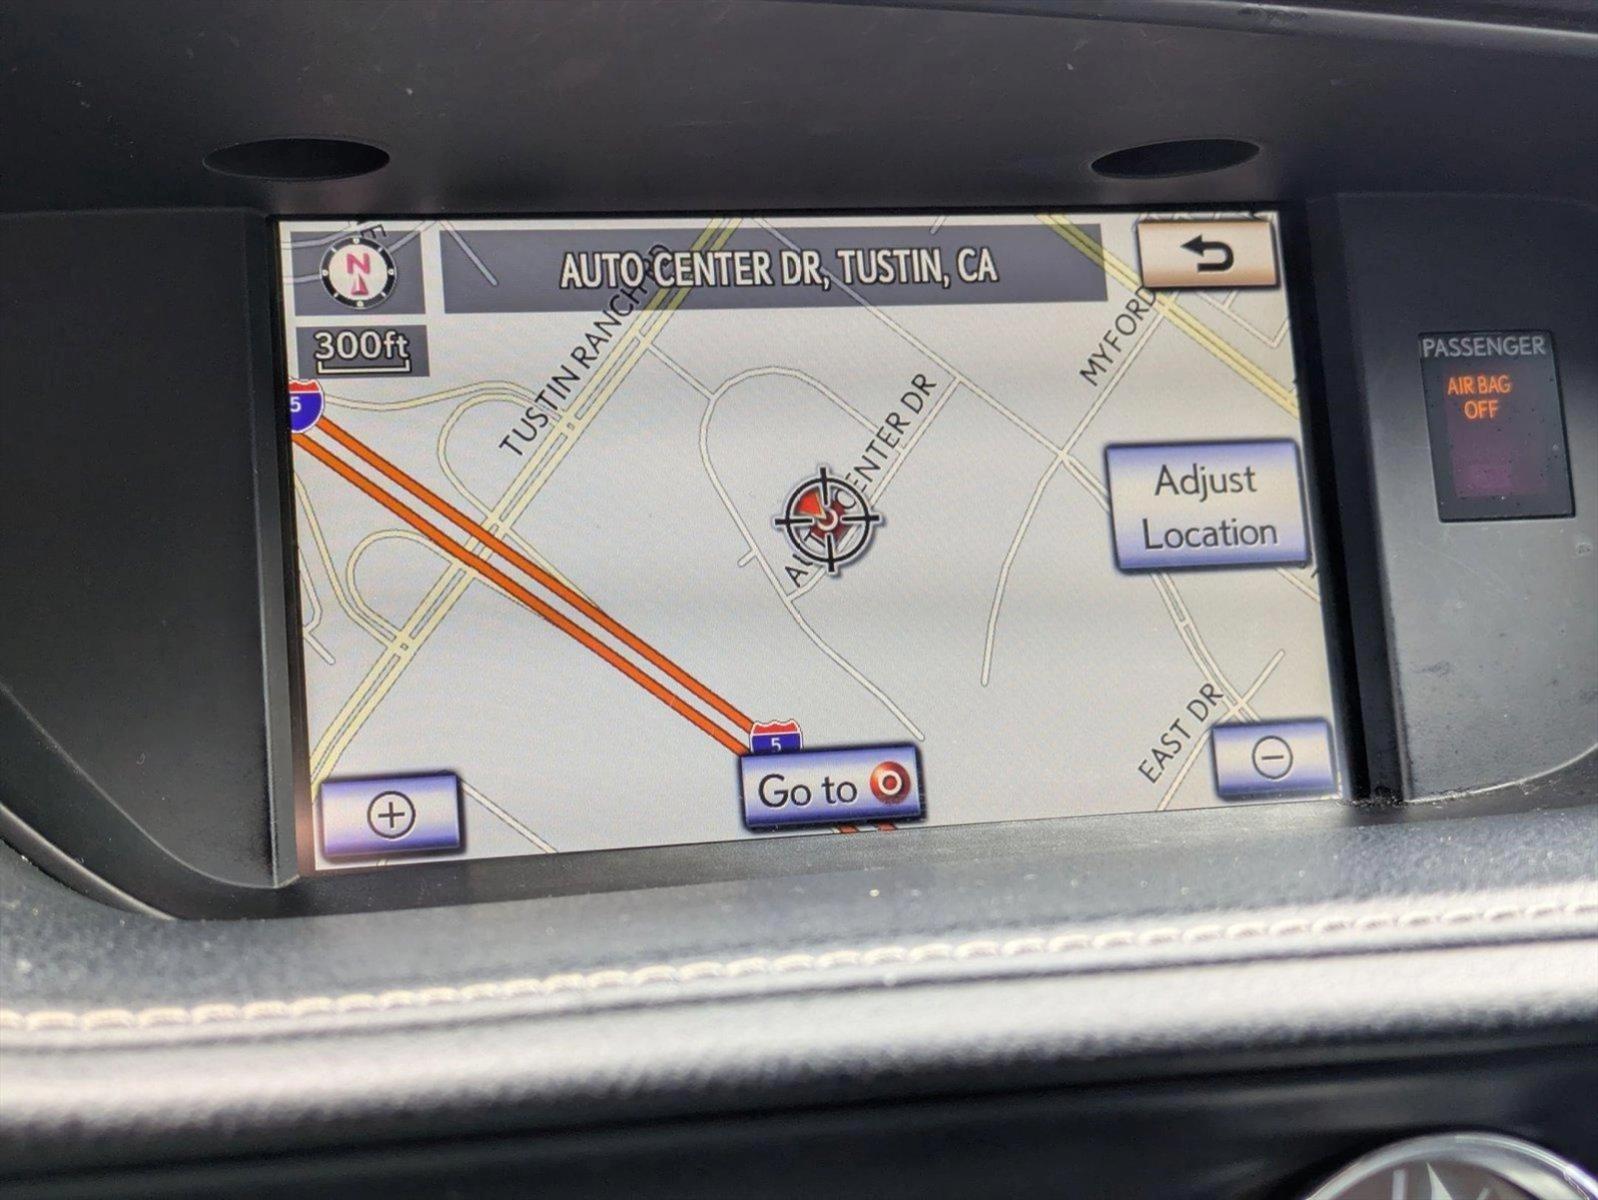 N
AUTO CENTER DR, TUSTIN, CA
300ft
5
TUSTIN RANCH RD
MYFORD
CENTER DR
Adjust
Location
EAST DR
5
Go to
PASSENGER
AIR BAG
OFF